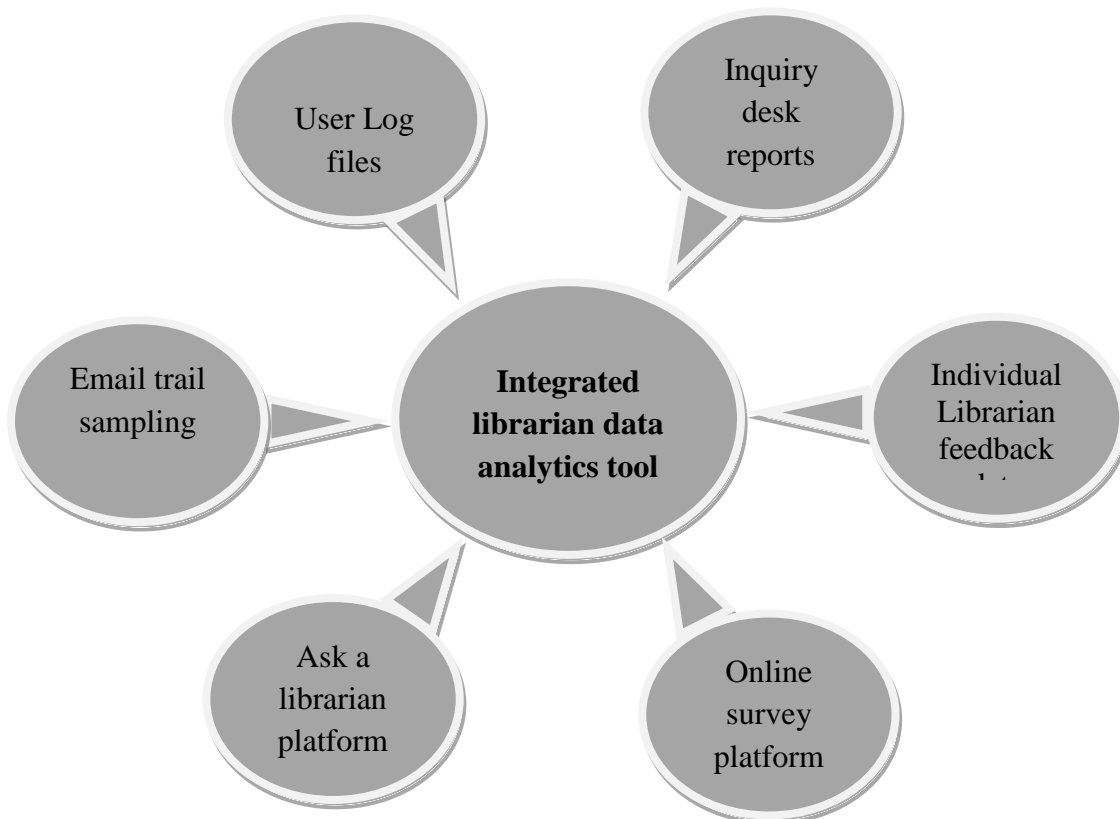 User Log
files
Inquiry
desk
reports
Email trail
sampling
Integrated
librarian data
analytics tool
Individual
Librarian
feedback
Ask a
librarian
platform
Online
survey
platform